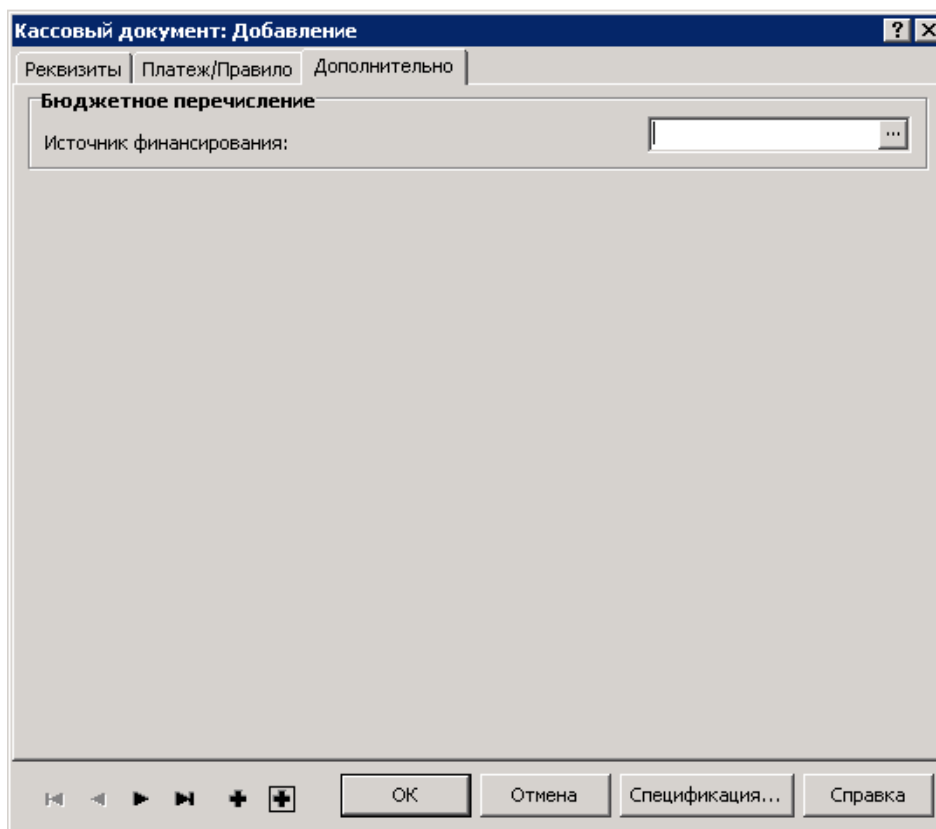 Кассовый документ: Добавление
Реквизиты Платеж/Правило Дополнительно
Бюджетное перечисление
Источник финансирования: ...
ОК Отмена Спецификация... Справка